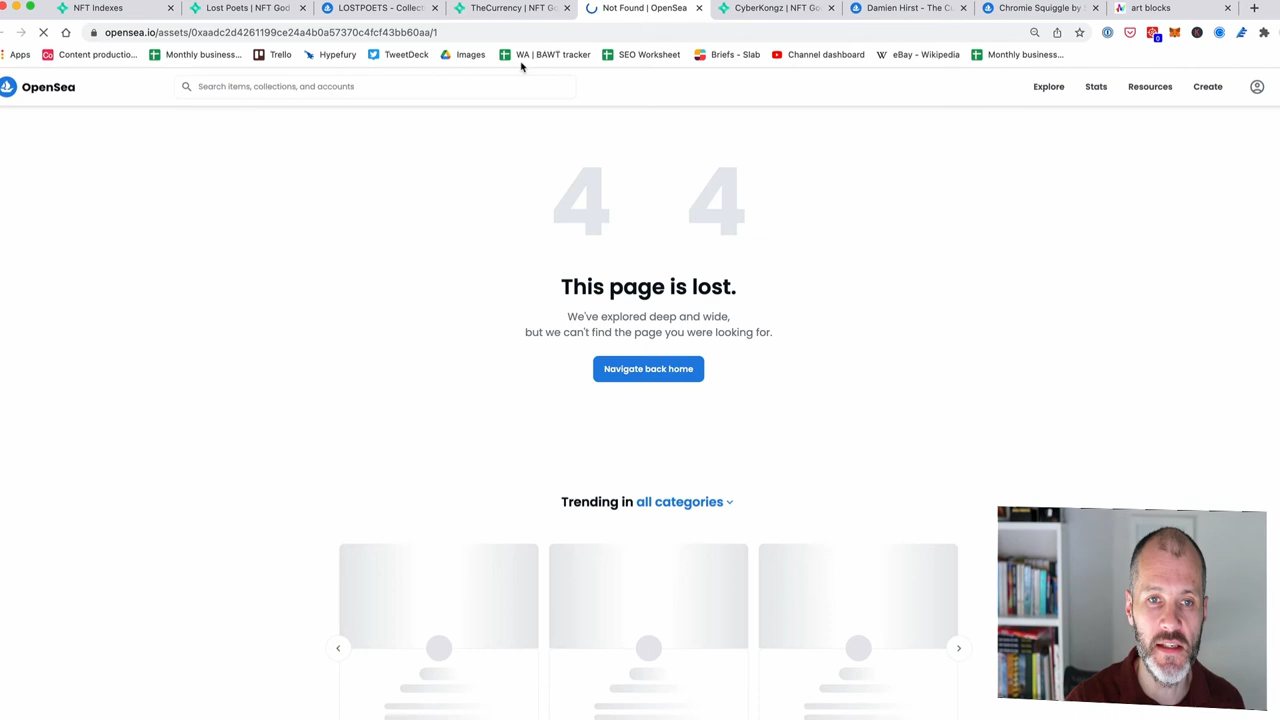 NFT Indexes
Lost Poets | NFT God
LOSTPOETS - Collect
TheCurrency | NFT Go
Not Found | OpenSea
CyberKongz | NFT Go
Damien Hirst - The Cu
Chromie Squiggle by S
art blocks
opensea.io/assets/0xaadc2d4261199ce24a4b0a57370c4fcf43bb60aa/1
Apps
Content productio...
Monthly business...
Trello
Hypefury
TweetDeck
Images
WA | BAWT tracker
SEO Worksheet
Briefs - Slab
Channel dashboard
eBay - Wikipedia
Monthly business...
OpenSea
Search items, collections, and accounts
Explore
Stats
Resources
Create
4 4
This page is lost.
We've explored deep and wide,
but we can't find the page you were looking for.
Navigate back home
Trending in all categories